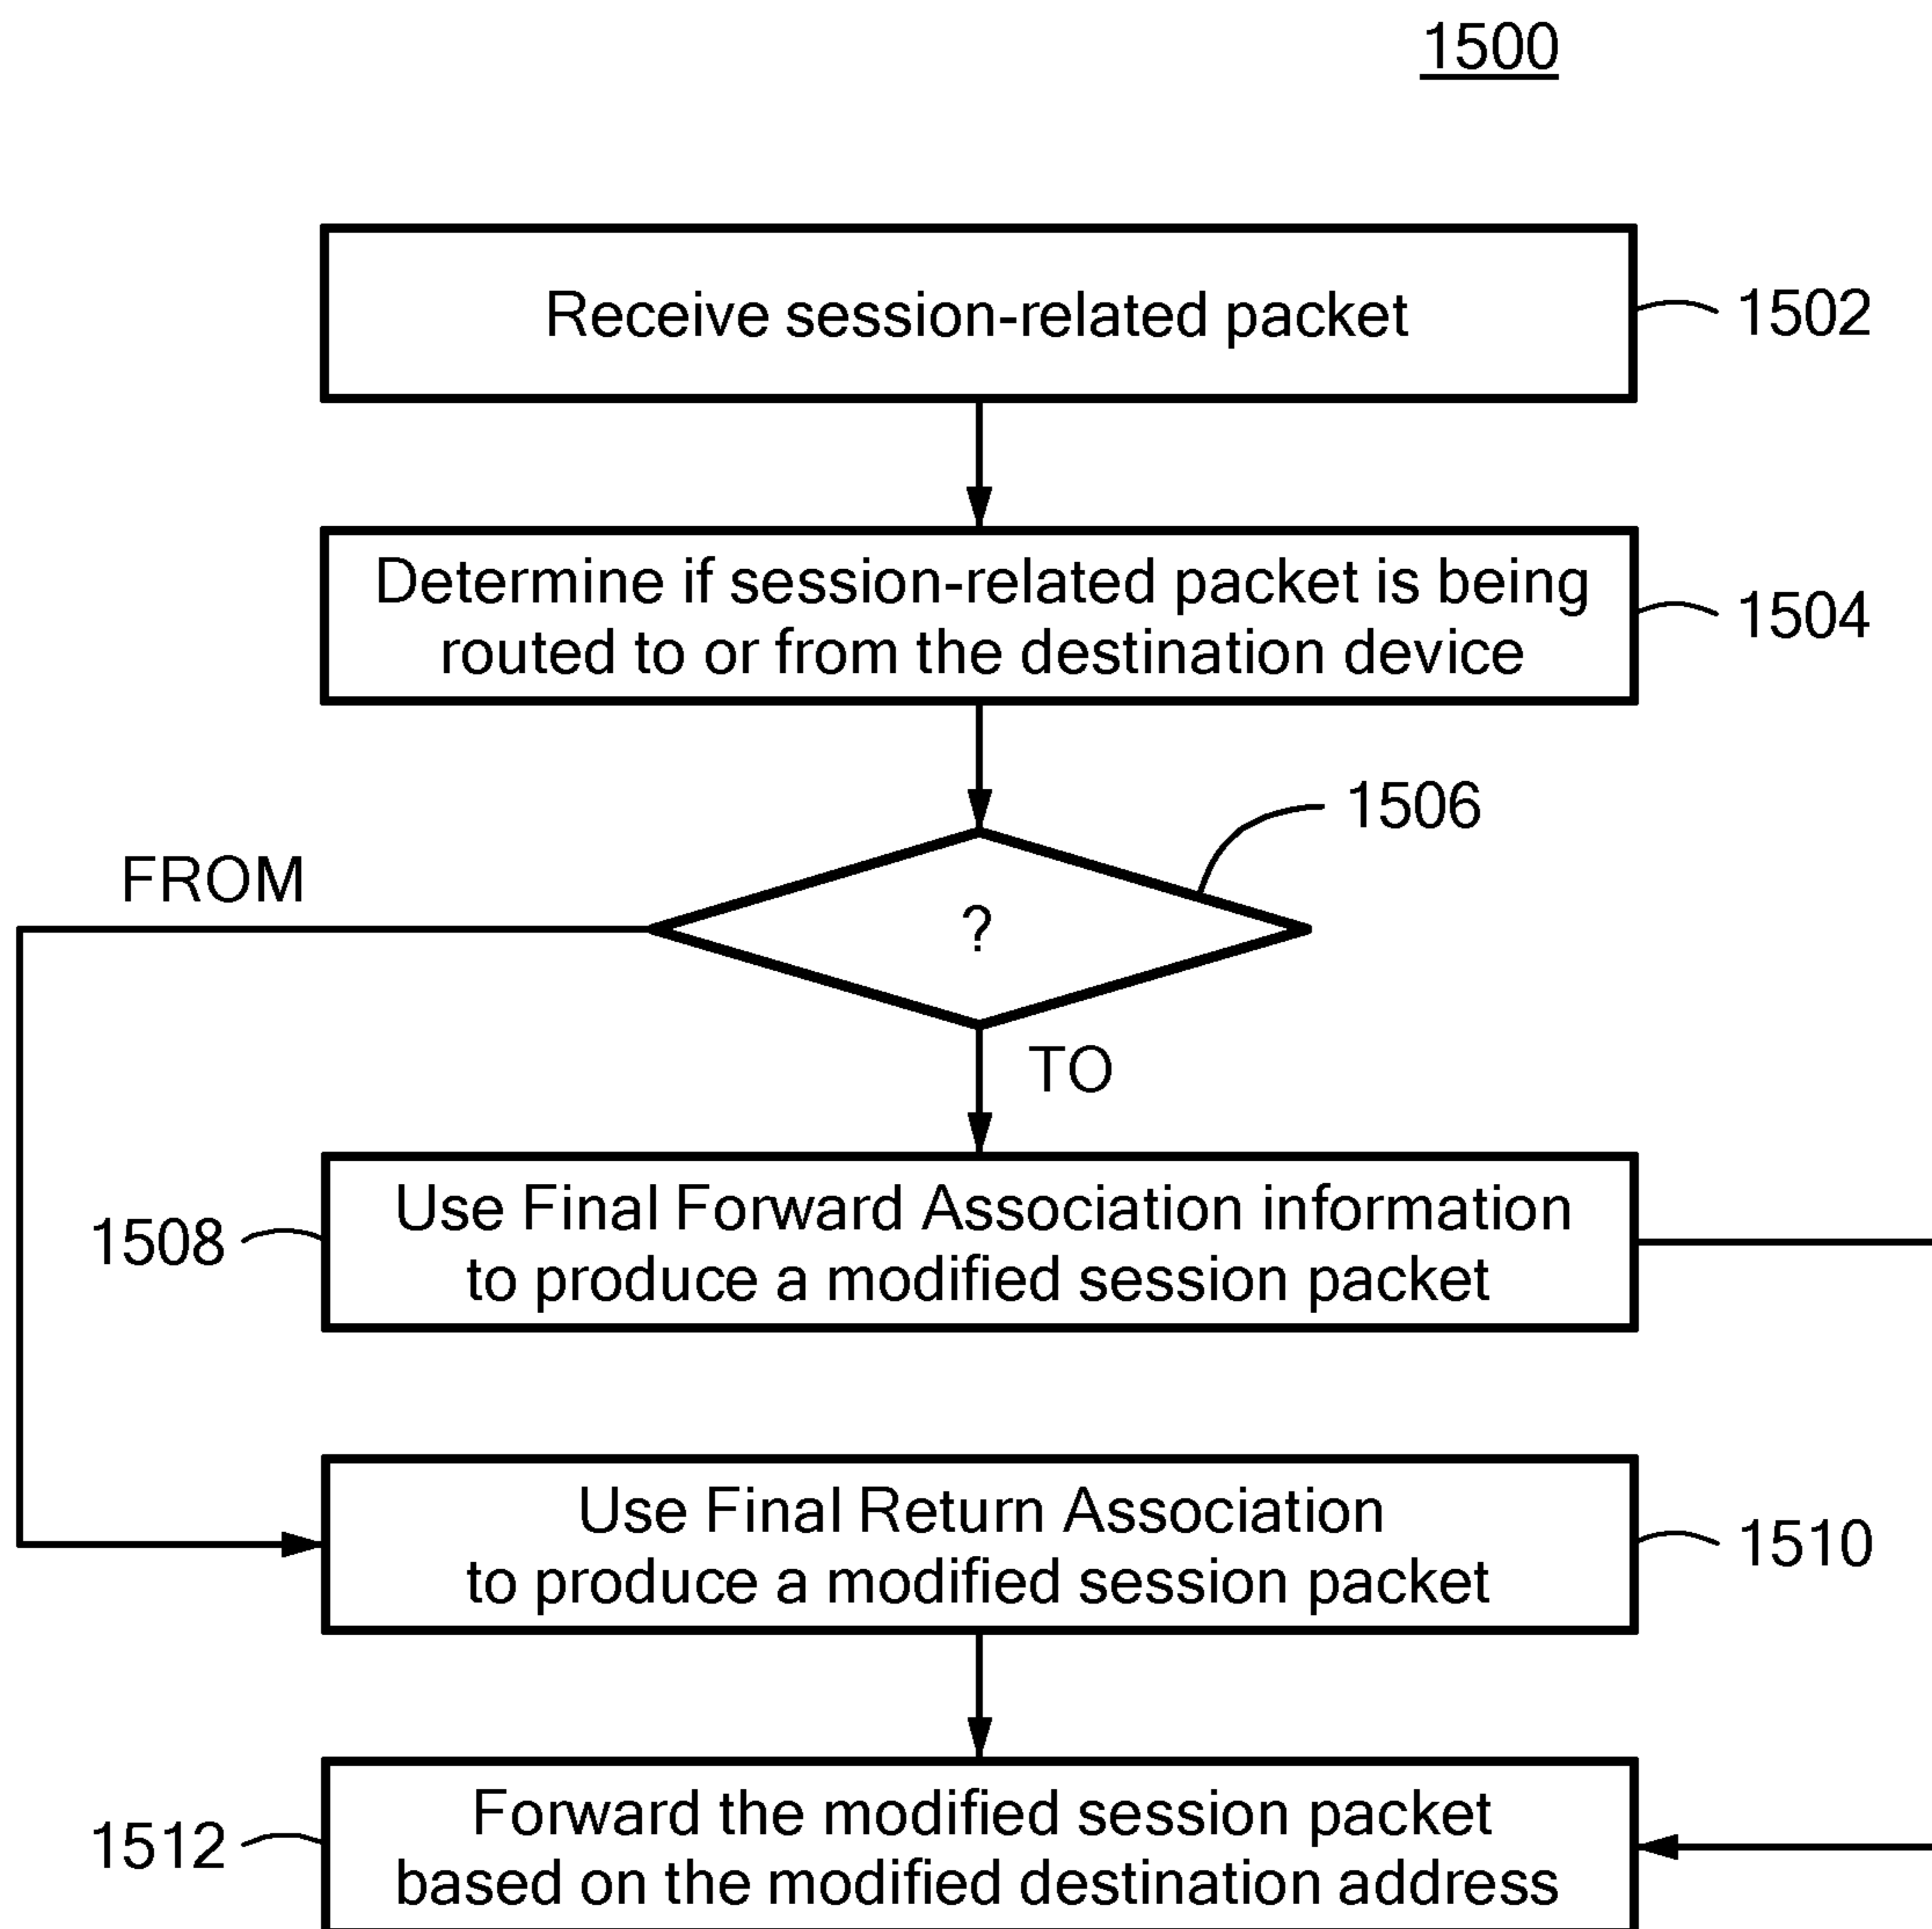 1500
Receive session-related packet
1502
Determine if session-related packet is being
routed to or from the destination device
1504
1506
FROM
?
TO
1508
Use Final Forward Association information
to produce a modified session packet
Use Final Return Association
to produce a modified session packet
1510
1512
Forward the modified session packet
based on the modified destination address